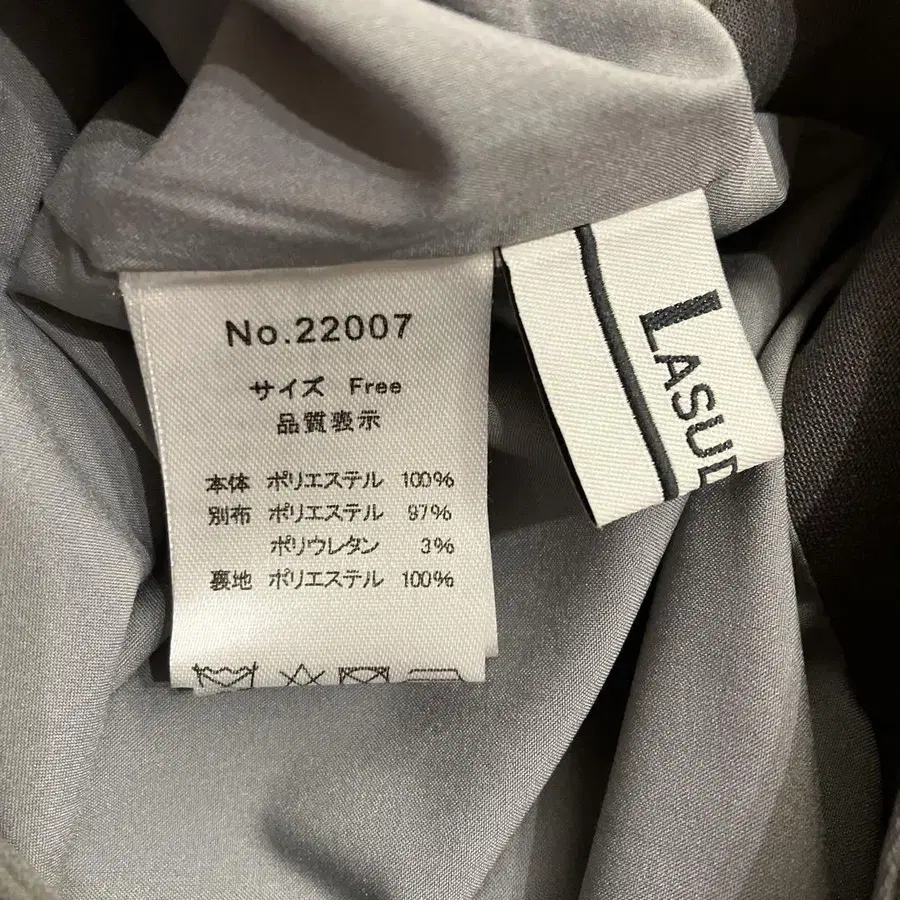 No.22007
サイズ Free
品質表示
本体 ポリエステル 100%
別布 ポリエステル 97%
ポリウレタン 3%
裏地 ポリエステル 100%